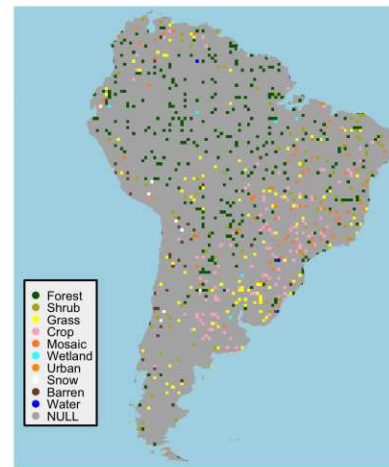 Forest
Shrub
Grass
Crop
Mosaic
Wetland
Urban
Snow
Barren
Water
NULL